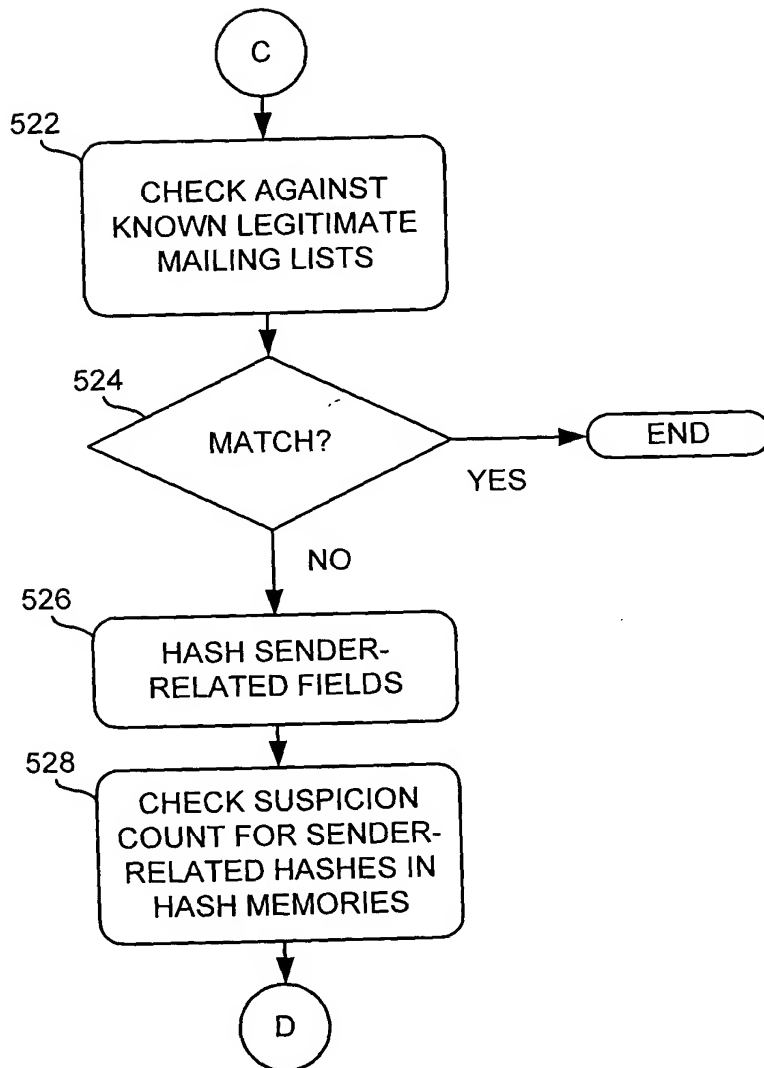 C
522
CHECK AGAINST
KNOWN LEGITIMATE
MAILING LISTS
524
MATCH?
END
YES
NO
526
HASH SENDER-
RELATED FIELDS
528
CHECK SUSPICION
COUNT FOR SENDER-
RELATED HASHES IN
HASH MEMORIES
D